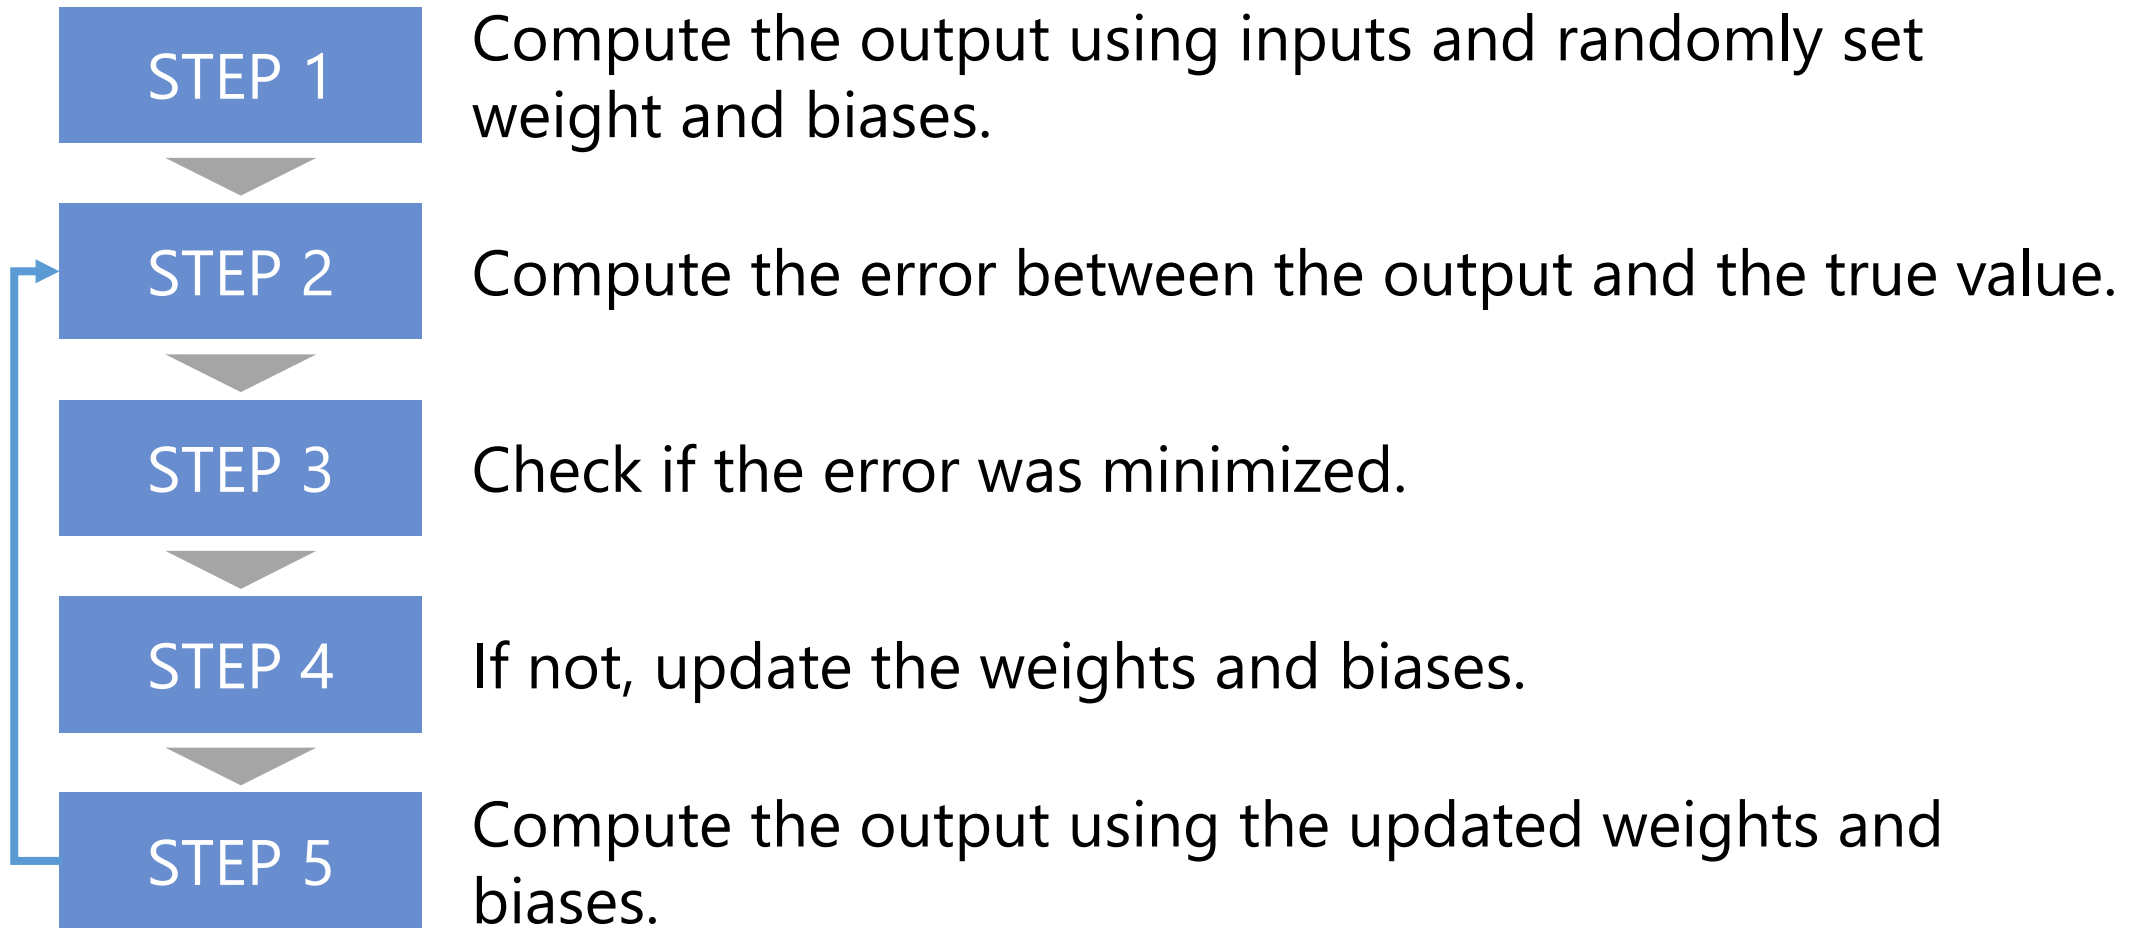 STEP 1
Compute the output using inputs and randomly set
weight and biases.
STEP 2
Compute the error between the output and the true value.
STEP 3
Check if the error was minimized.
STEP 4
If not, update the weights and biases.
STEP 5
Compute the output using the updated weights and
biases.